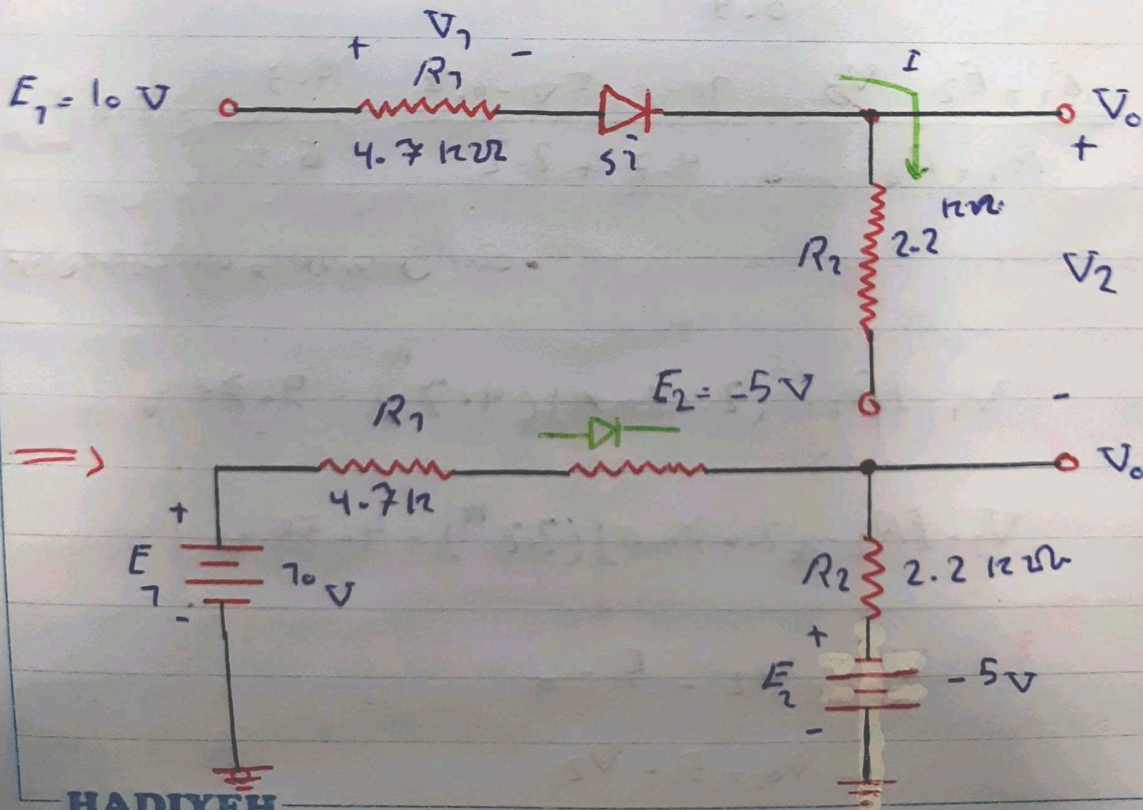 V1
+ -
R1
E1 = 10 V
4.7 kΩ
Si
I
Vo
+
kΩ
R2 2.2
V2
E2 = -5 V
-
R1
⇒
4.7 k
Vo
+
E1 10 V
-
R2 2.2 kΩ
+
E2 -5 V
-
HADIYEH